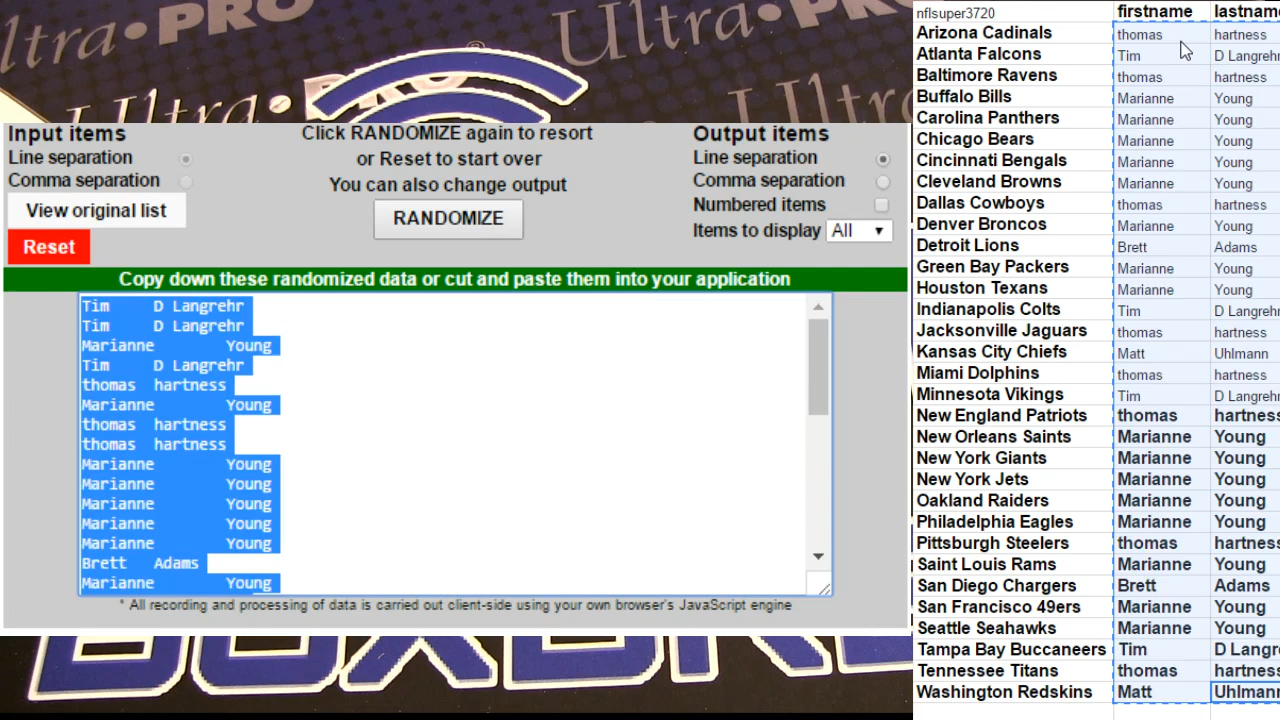 ltra•PRO
Ultra•PR
Ultra•PRO
Ultra
Input items
Line separation
Comma separation
View original list
Reset
Click RANDOMIZE again to resort
or Reset to start over
You can also change output
RANDOMIZE
Output items
Line separation
Comma separation
Numbered items
Items to display All
Copy down these randomized data or cut and paste them into your application
Tim D Langrehr
Tim D Langrehr
Marianne Young
Tim D Langrehr
thomas hartness
Marianne Young
thomas hartness
thomas hartness
Marianne Young
Marianne Young
Marianne Young
Marianne Young
Marianne Young
Brett Adams
Marianne Young
* All recording and processing of data is carried out client-side using your own browser's JavaScript engine
nflsuper3720 firstname lastname
Arizona Cadinals thomas hartness
Atlanta Falcons Tim D Langrehr
Baltimore Ravens thomas hartness
Buffalo Bills Marianne Young
Carolina Panthers Marianne Young
Chicago Bears Marianne Young
Cincinnati Bengals Marianne Young
Cleveland Browns Marianne Young
Dallas Cowboys thomas hartness
Denver Broncos Marianne Young
Detroit Lions Brett Adams
Green Bay Packers Marianne Young
Houston Texans Marianne Young
Indianapolis Colts Tim D Langrehr
Jacksonville Jaguars thomas hartness
Kansas City Chiefs Matt Uhlmann
Miami Dolphins thomas hartness
Minnesota Vikings Tim D Langrehr
New England Patriots thomas hartness
New Orleans Saints Marianne Young
New York Giants Marianne Young
New York Jets Marianne Young
Oakland Raiders Marianne Young
Philadelphia Eagles Marianne Young
Pittsburgh Steelers thomas hartness
Saint Louis Rams Marianne Young
San Diego Chargers Brett Adams
San Francisco 49ers Marianne Young
Seattle Seahawks Marianne Young
Tampa Bay Buccaneers Tim D Langr
Tennessee Titans thomas hartness
Washington Redskins Matt Uhlmann